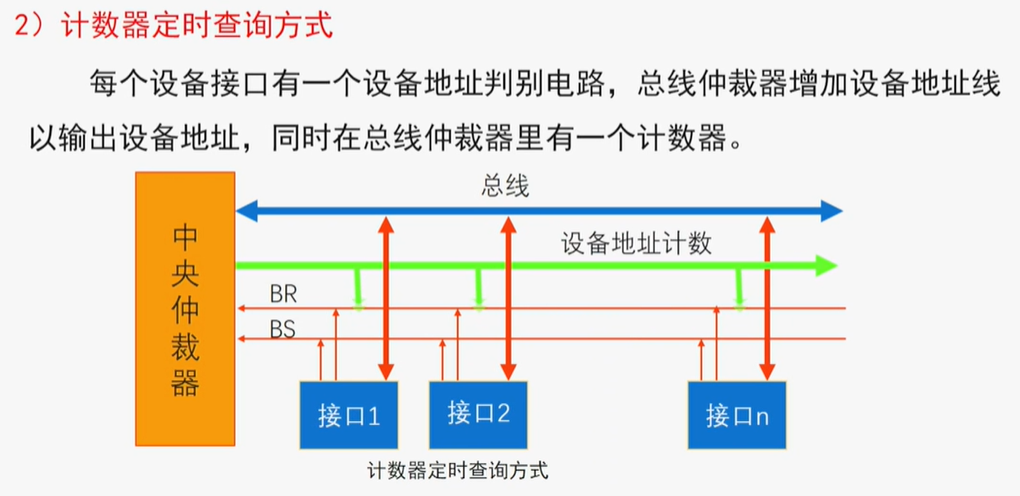 2）计数器定时查询方式
每个设备接口有一个设备地址判别电路，总线仲裁器增加设备地址线
以输出设备地址，同时在总线仲裁器里有一个计数器。
总线
中央仲裁器
设备地址计数
BR
BS
接口1
接口2
接口n
计数器定时查询方式